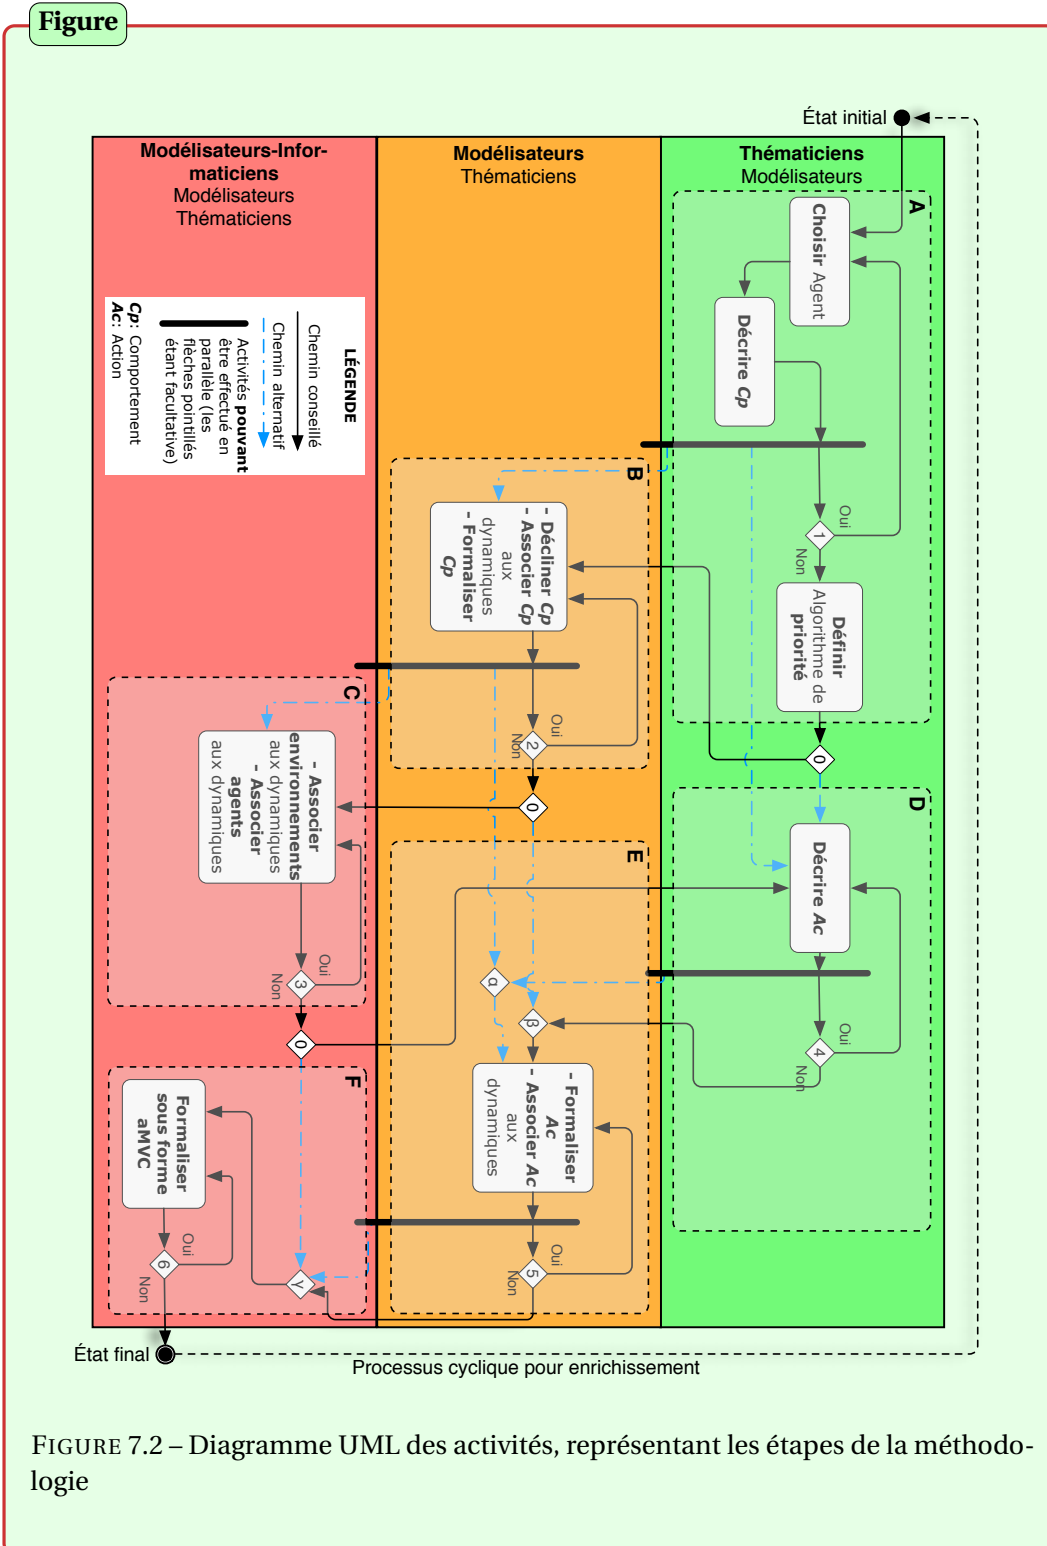 Figure
État initial
Modélisateurs-Infor-
maticiens
Modélisateurs
Thématiciens
Modélisateurs
Thématiciens
Thématiciens
Modélisateurs
A
Choisir Agent
Décrire Cp
Oui
1
Non
Définir
Algorithme de
priorité
0
B
- Décliner Cp
- Associer Cp
aux
dynamiques
- Formaliser
Cp
Oui
2
Non
0
LÉGENDE
Chemin conseillé
Chemin alternatif
Activités pouvant
être effectué en
parallèle (les
flèches pointillés
étant facultative)
Cp: Comportement
Ac: Action
C
- Associer
environnements
aux dynamiques
- Associer
agents
aux dynamiques
Oui
3
Non
0
D
Décrire Ac
Oui
4
Non
E
α
β
- Formaliser
Ac
- Associer Ac
aux
dynamiques
Oui
5
Non
F
Formaliser
sous forme
aMVC
Oui
6
Non
γ
État final
Processus cyclique pour enrichissement
FIGURE 7.2 – Diagramme UML des activités, représentant les étapes de la méthodo-
logie